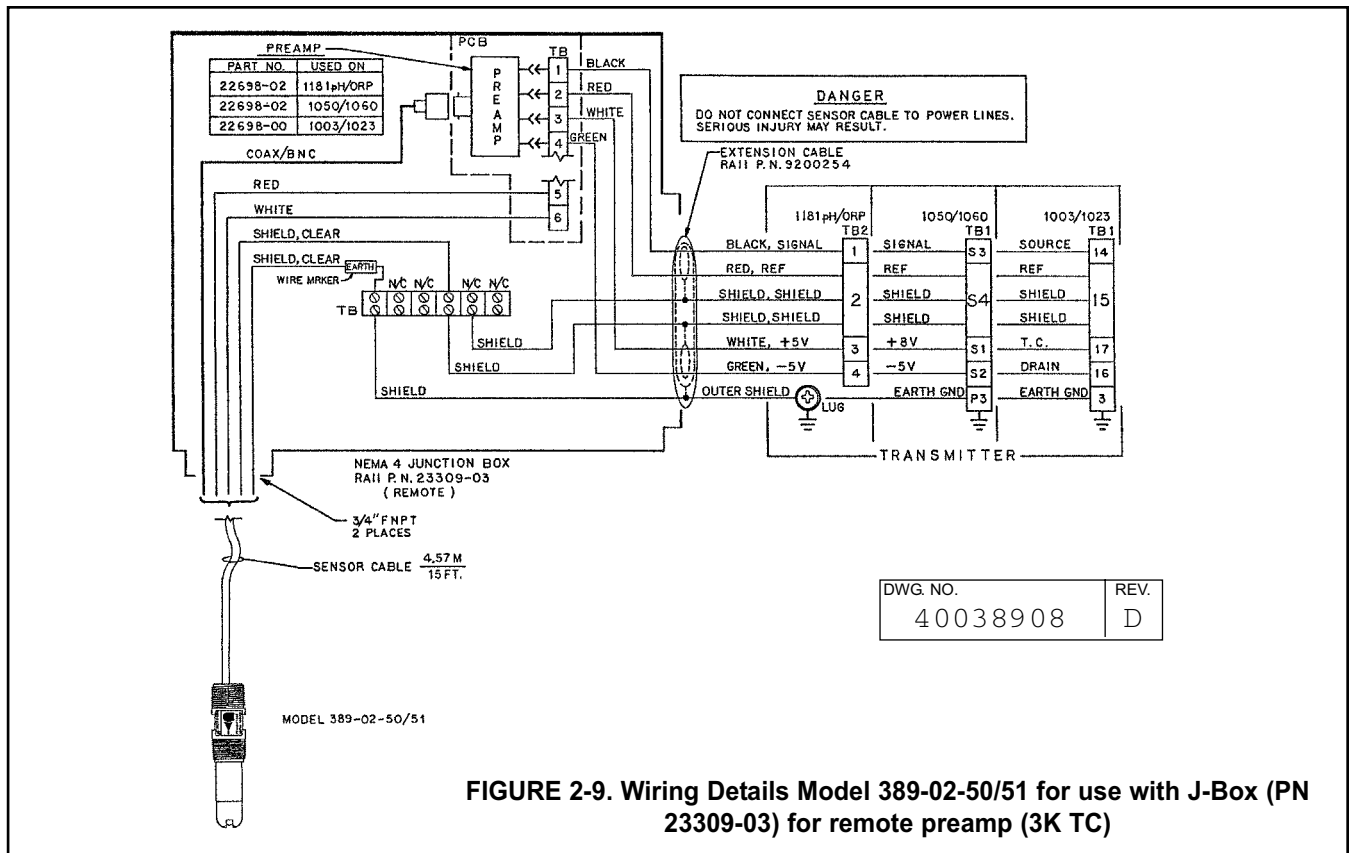 PREAMP
PART NO. USED ON
22698-02 1181pH/ORP
22698-02 1050/1060
22698-00 1003/1023
PCB
TB
PREAMP
1 BLACK
2 RED
3 WHITE
4 GREEN
5
6
COAX/BNC
RED
WHITE
SHIELD, CLEAR
SHIELD, CLEAR
EARTH
WIRE MRKER
N/C N/C N/C N/C
TB
SHIELD
SHIELD
SHIELD
DANGER
DO NOT CONNECT SENSOR CABLE TO POWER LINES.
SERIOUS INJURY MAY RESULT.
EXTENSION CABLE
RAII P.N. 9200254
1181pH/ORP 1050/1060 1003/1023
TB2 TB1 TB1
BLACK, SIGNAL 1 SIGNAL S3 SOURCE 14
RED, REF REF REF
SHIELD, SHIELD 2 SHIELD S4 SHIELD 15
SHIELD, SHIELD SHIELD SHIELD
WHITE, +5V 3 +8V S1 T.C. 17
GREEN, -5V 4 -5V S2 DRAIN 16
OUTER SHIELD LUG EARTH GND P3 EARTH GND 3
TRANSMITTER
NEMA 4 JUNCTION BOX
RAII P.N. 23309-03
(REMOTE)
3/4" FNPT
2 PLACES
SENSOR CABLE 4.57 M
15 FT.
DWG. NO. REV.
40038908 D
MODEL 389-02-50/51
FIGURE 2-9. Wiring Details Model 389-02-50/51 for use with J-Box (PN
23309-03) for remote preamp (3K TC)